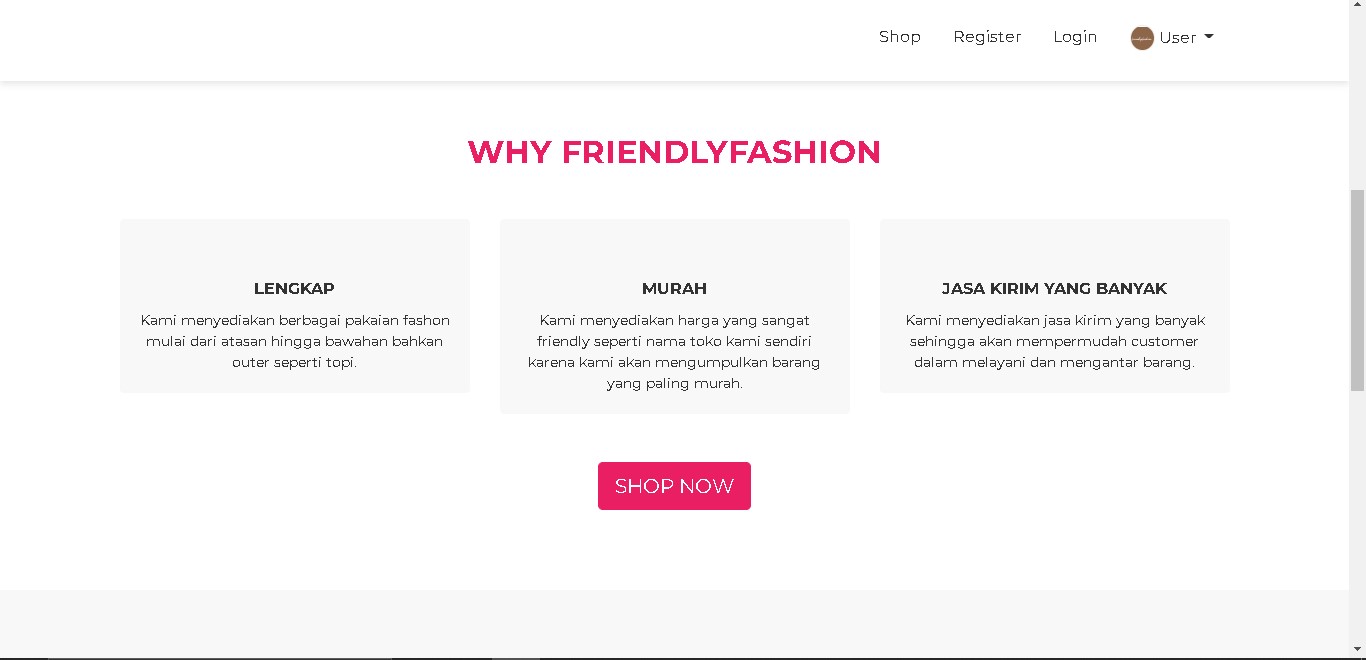 Shop Register Login User
WHY FRIENDLYFASHION
LENGKAP
Kami menyediakan berbagai pakaian fashon
mulai dari atasan hingga bawahan bahkan
outer seperti topi.
MURAH
Kami menyediakan harga yang sangat
friendly seperti nama toko kami sendiri
karena kami akan mengumpulkan barang
yang paling murah.
JASA KIRIM YANG BANYAK
Kami menyediakan jasa kirim yang banyak
sehingga akan mempermudah customer
dalam melayani dan mengantar barang.
SHOP NOW